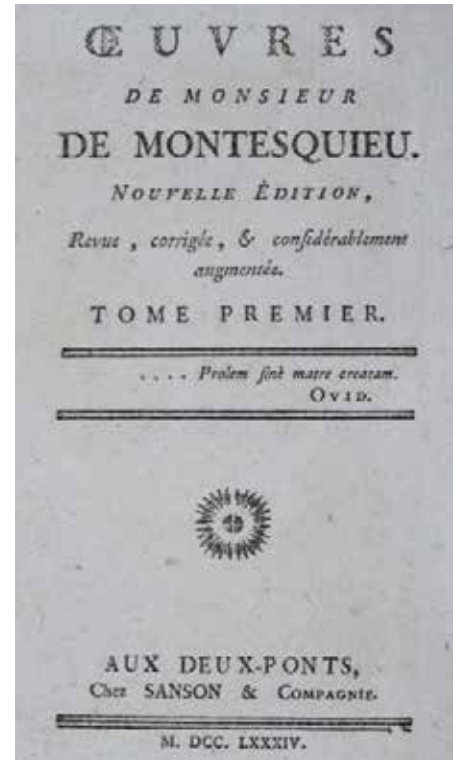 ŒUVRES
DE MONSIEUR
DE MONTESQUIEU.
NOUVELLE ÉDITION,
Revue, corrigée, & conſidérablement
augmentée.
TOME PREMIER.
.... Prolem ſinè matre creatam.
OVID.
AUX DEUX-PONTS,
Chez SANSON & COMPAGNIE.
M. DCC. LXXXIV.